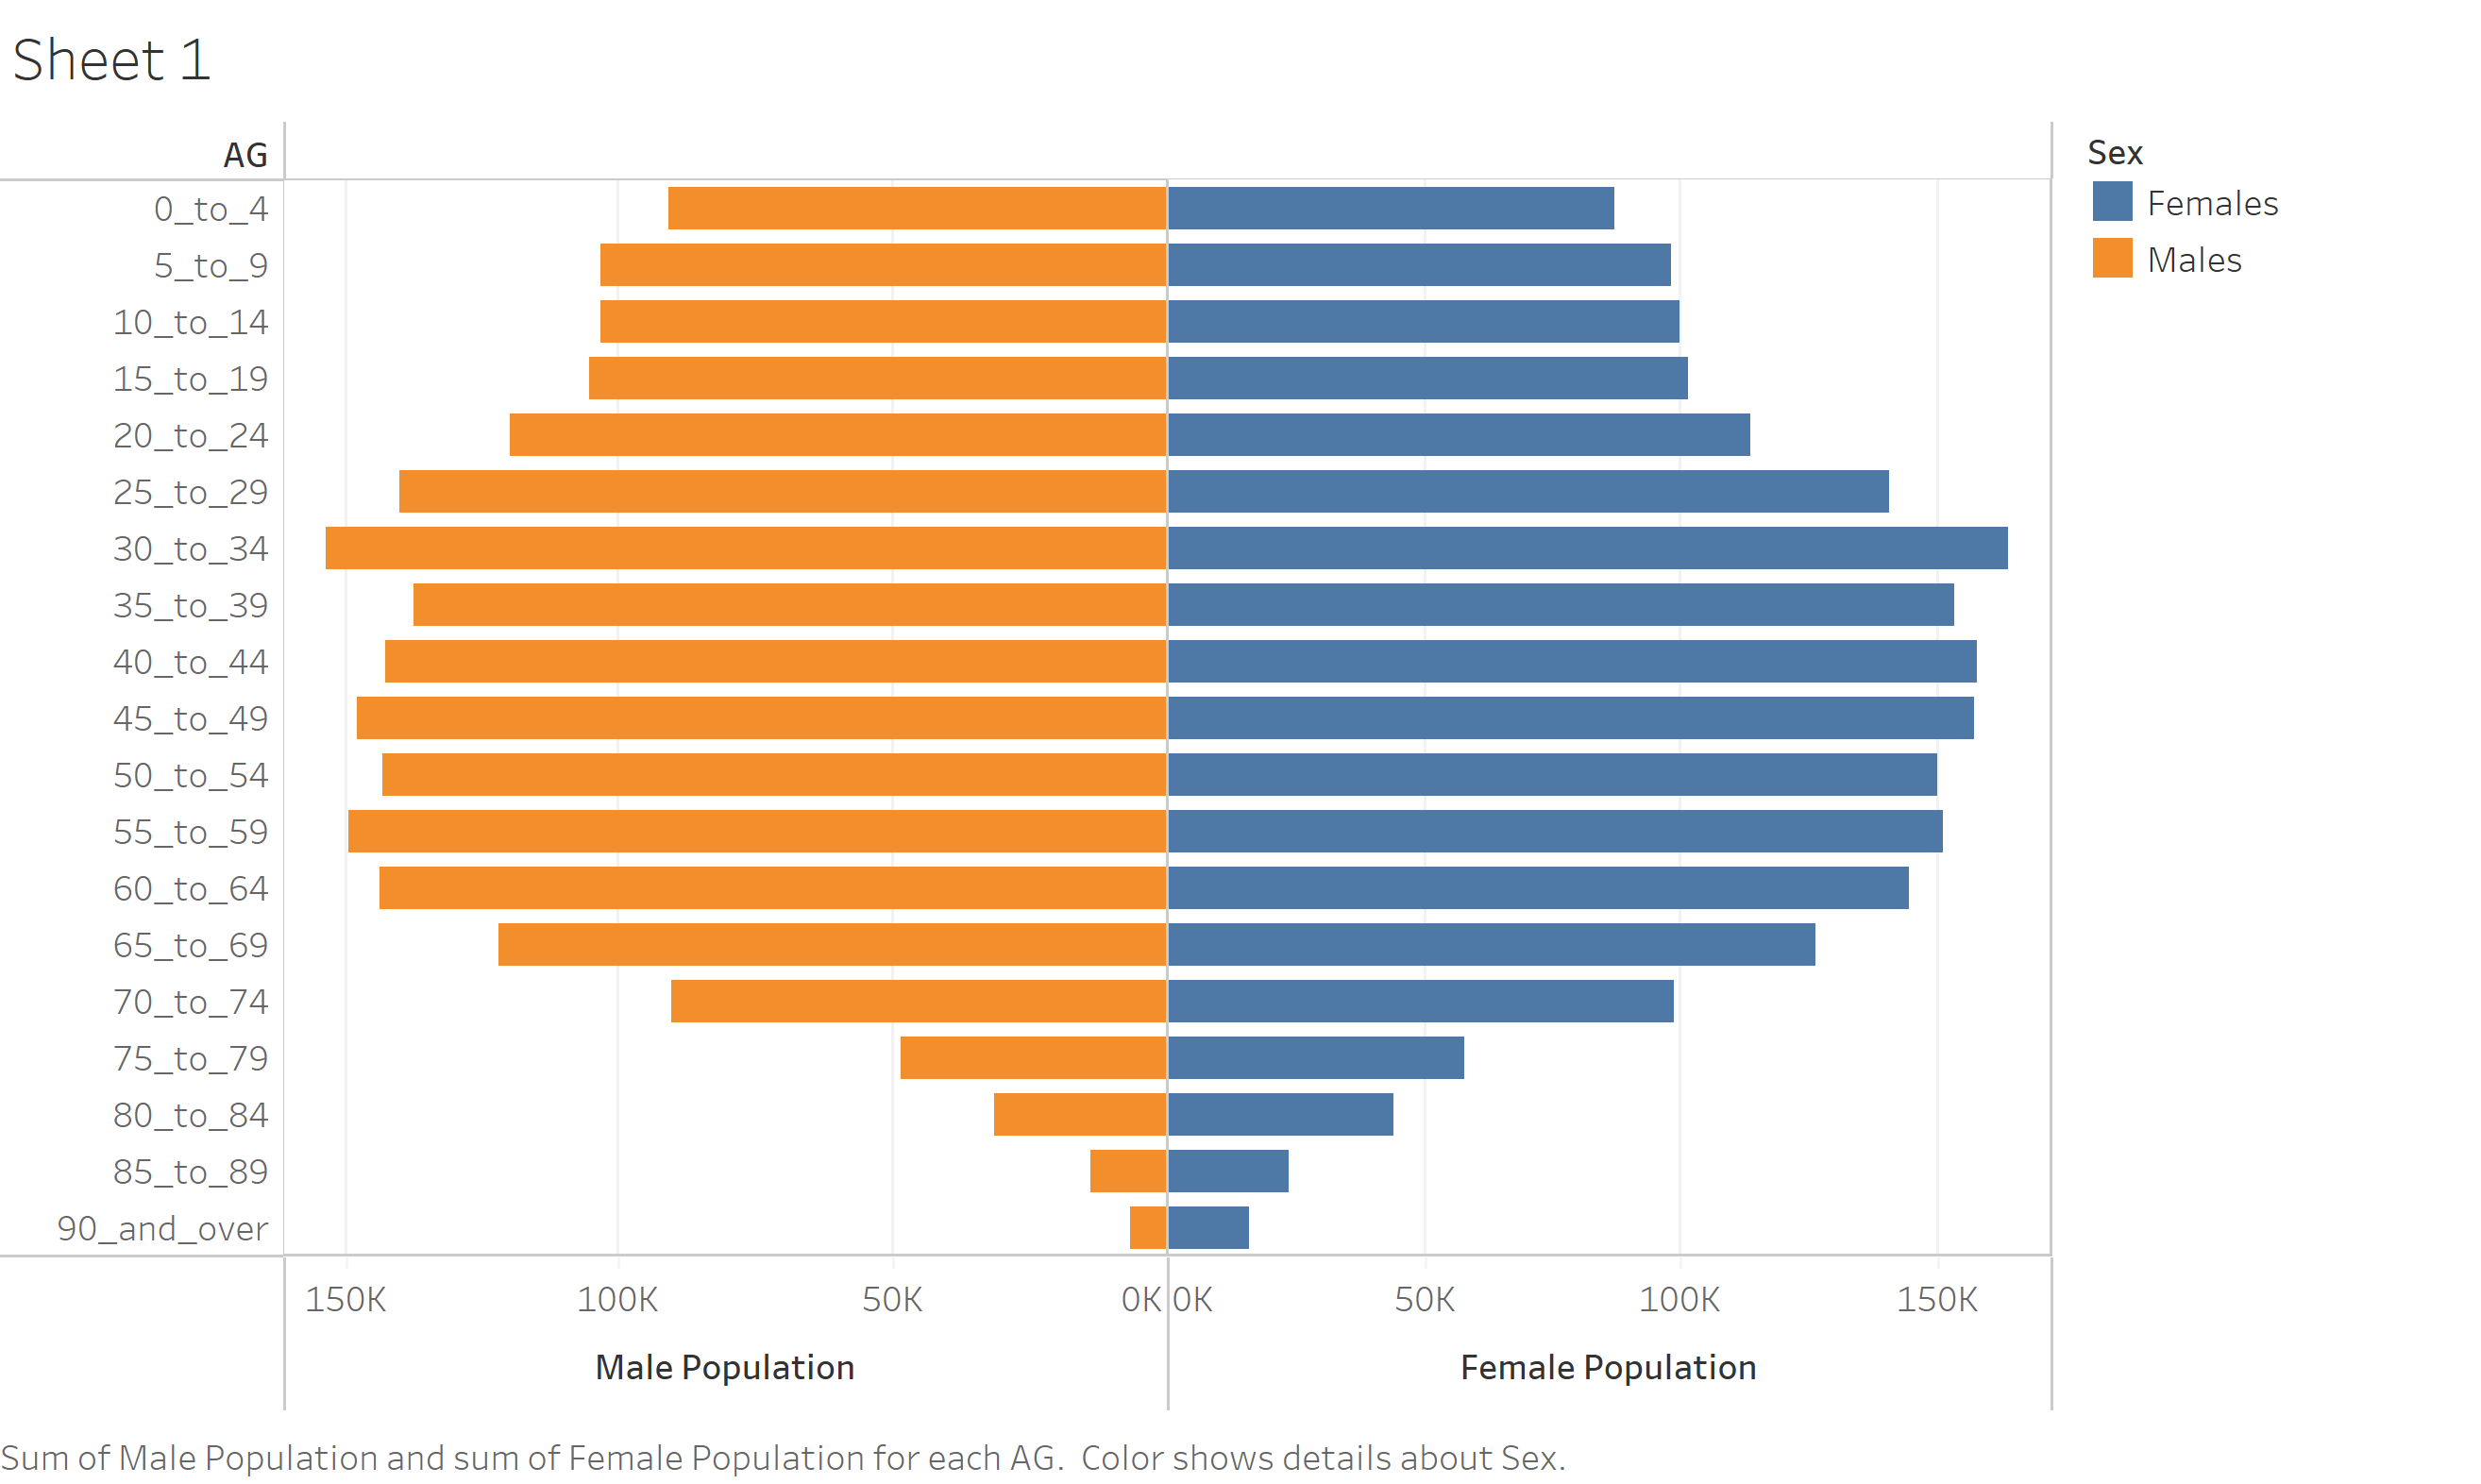 Sheet 1
AG
Sex
Females
Males
0_to_4
5_to_9
10_to_14
15_to_19
20_to_24
25_to_29
30_to_34
35_to_39
40_to_44
45_to_49
50_to_54
55_to_59
60_to_64
65_to_69
70_to_74
75_to_79
80_to_84
85_to_89
90_and_over
150K 100K 50K 0K 0K 50K 100K 150K
Male Population Female Population
Sum of Male Population and sum of Female Population for each AG. Color shows details about Sex.